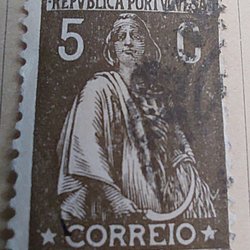 REPUBLICA PORTUGUESA
5 C
★ CORREIO ★